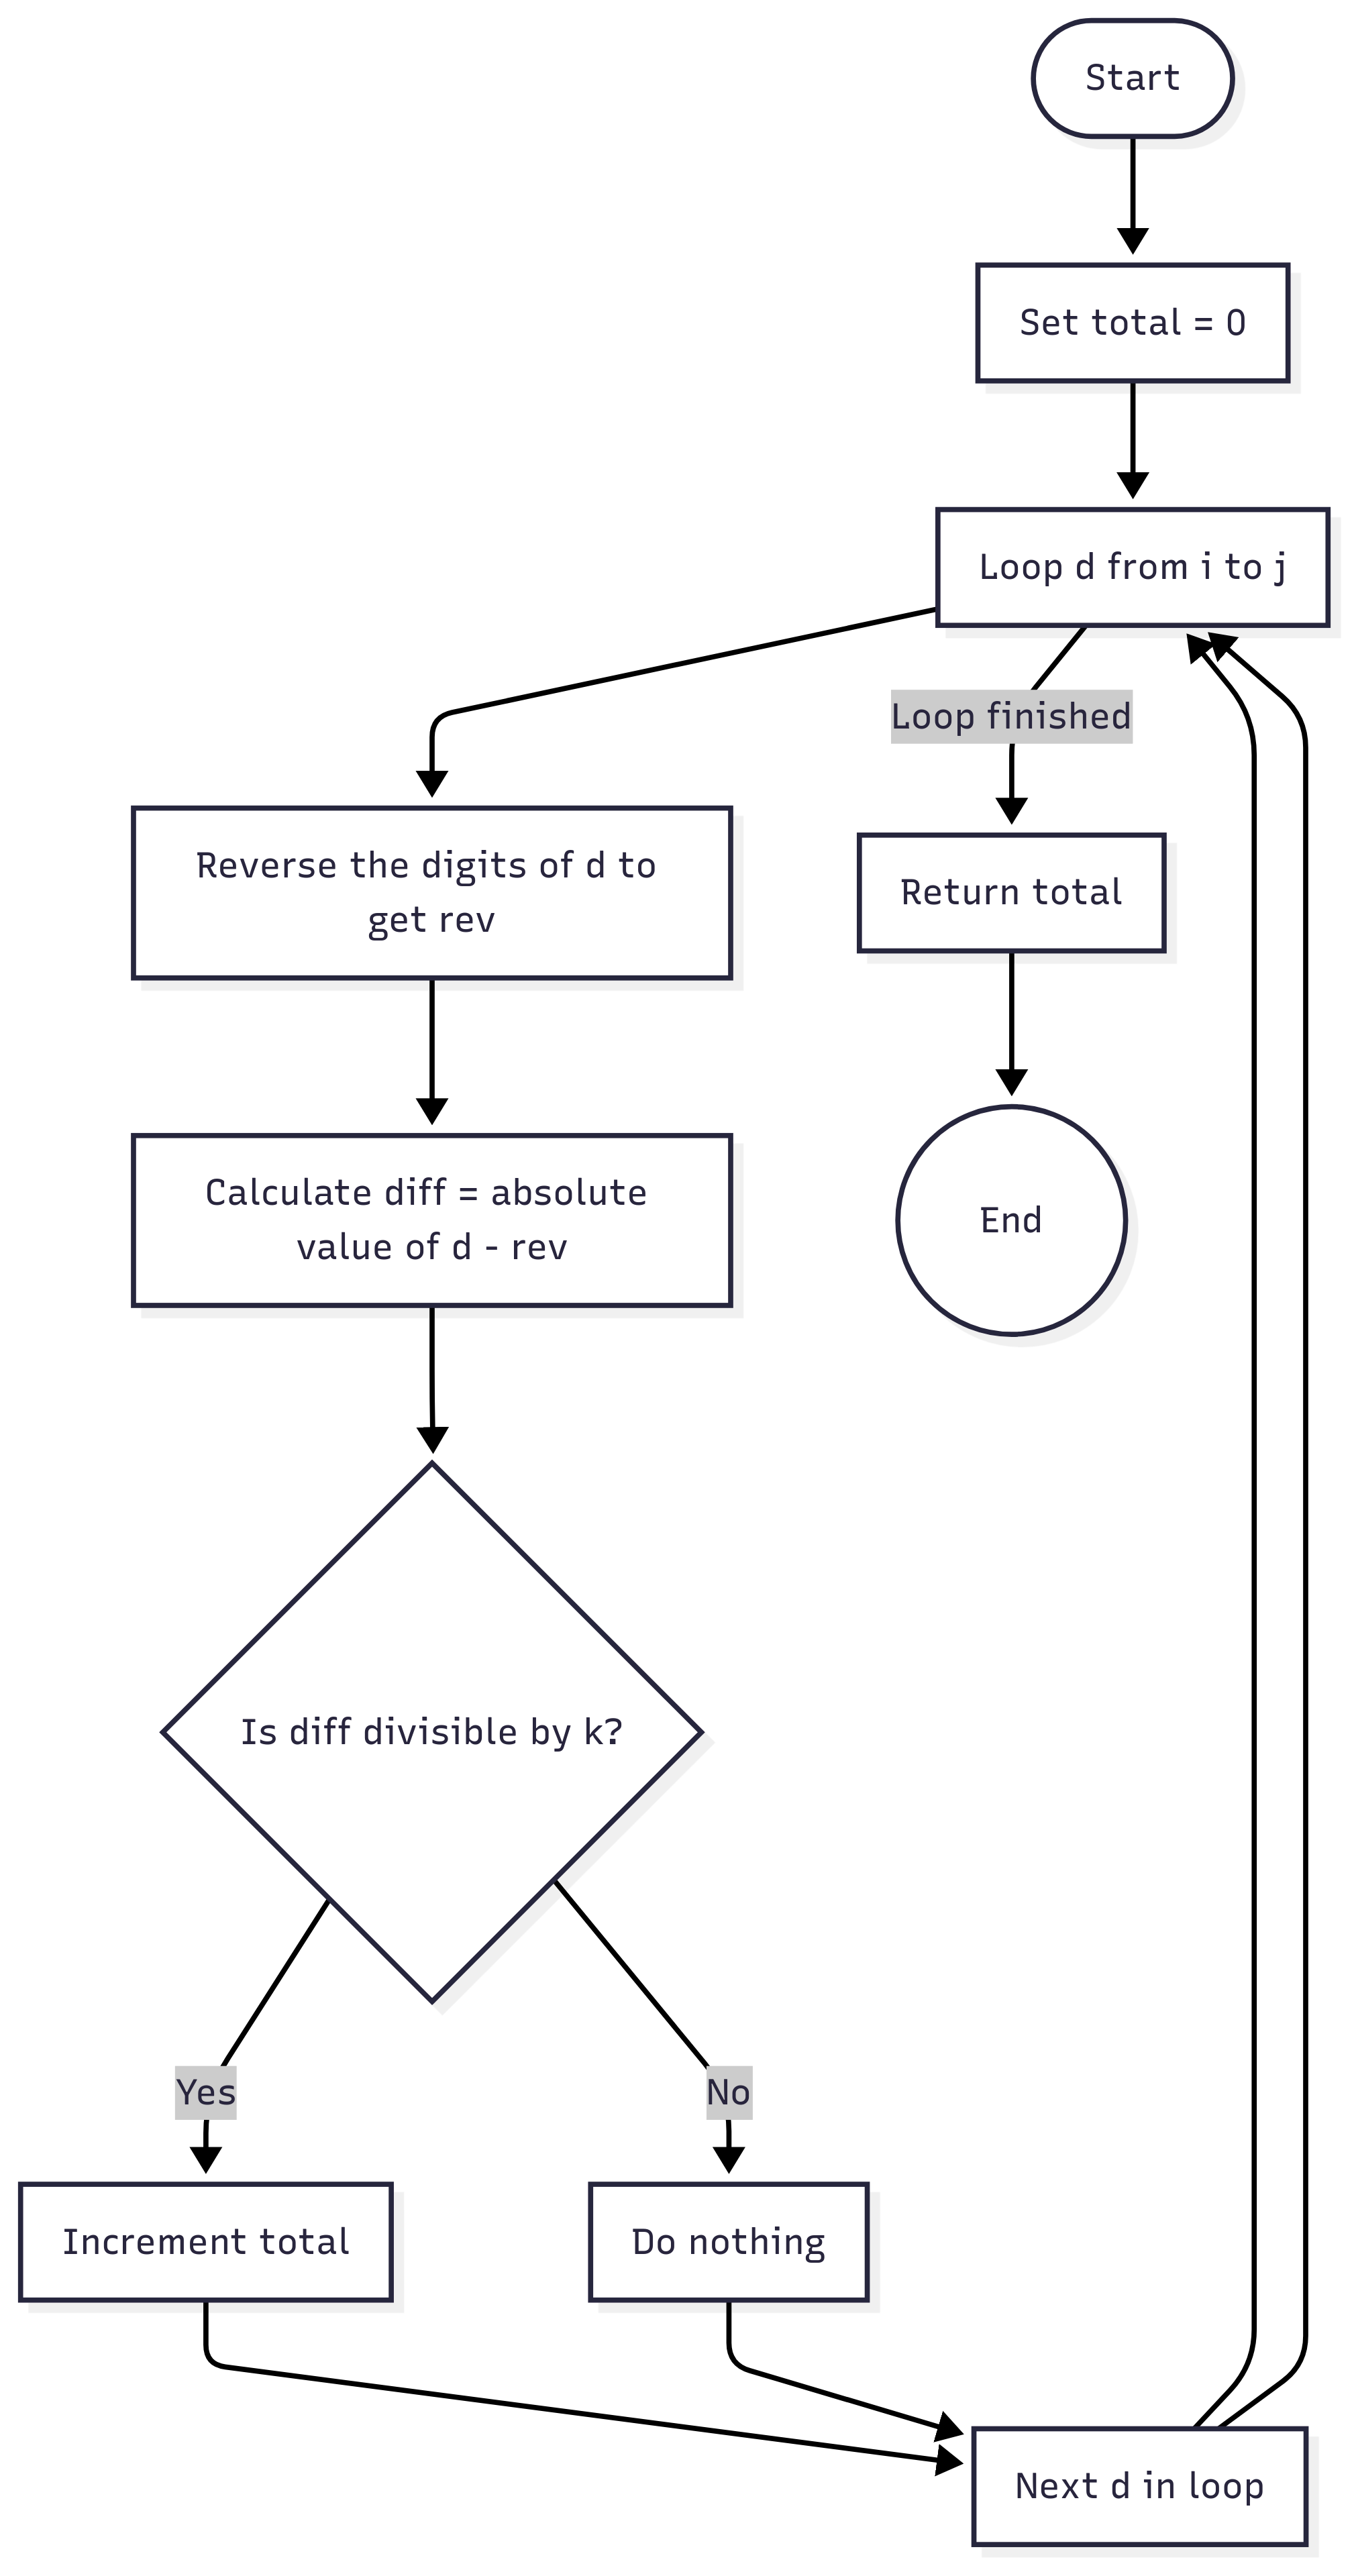 Start
Set total = 0
Loop d from i to j
Loop finished
Reverse the digits of d to
get rev
Return total
Calculate diff = absolute
value of d - rev
End
Is diff divisible by k?
Yes
No
Increment total
Do nothing
Next d in loop